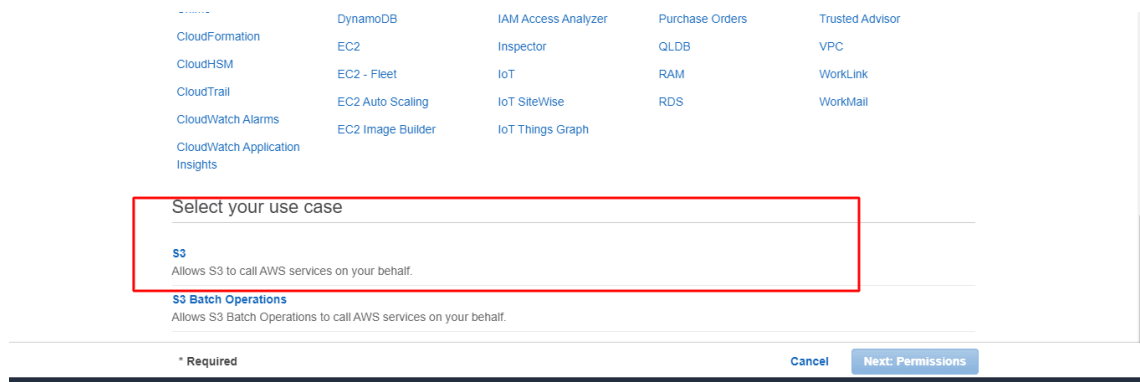 CloudFormation
CloudHSM
CloudTrail
CloudWatch Alarms
CloudWatch Application
Insights
DynamoDB
EC2
EC2 - Fleet
EC2 Auto Scaling
EC2 Image Builder
IAM Access Analyzer
Inspector
IoT
IoT SiteWise
IoT Things Graph
Purchase Orders
QLDB
RAM
RDS
Trusted Advisor
VPC
WorkLink
WorkMail
Select your use case
S3
Allows S3 to call AWS services on your behalf.
S3 Batch Operations
Allows S3 Batch Operations to call AWS services on your behalf.
* Required
Cancel
Next: Permissions